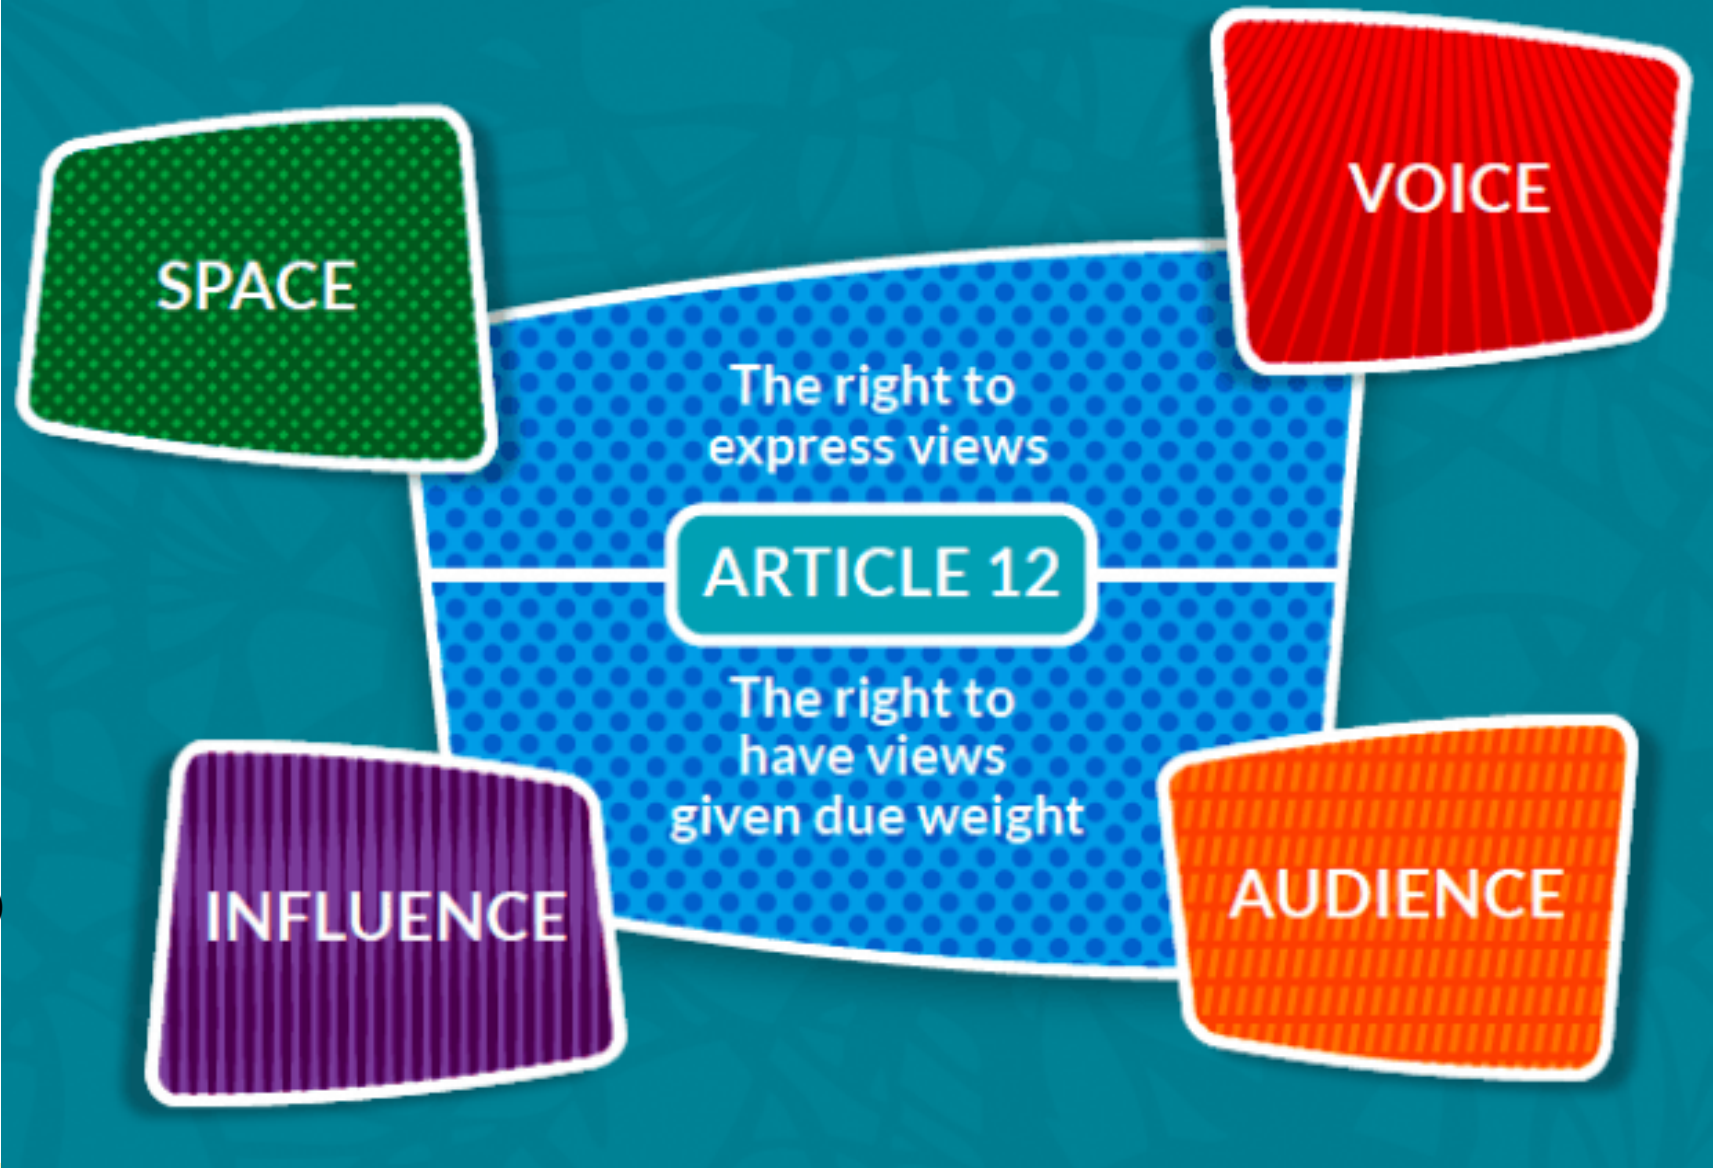 SPACE
VOICE
The right to
express views
ARTICLE 12
The right to
have views
given due weight
INFLUENCE
AUDIENCE